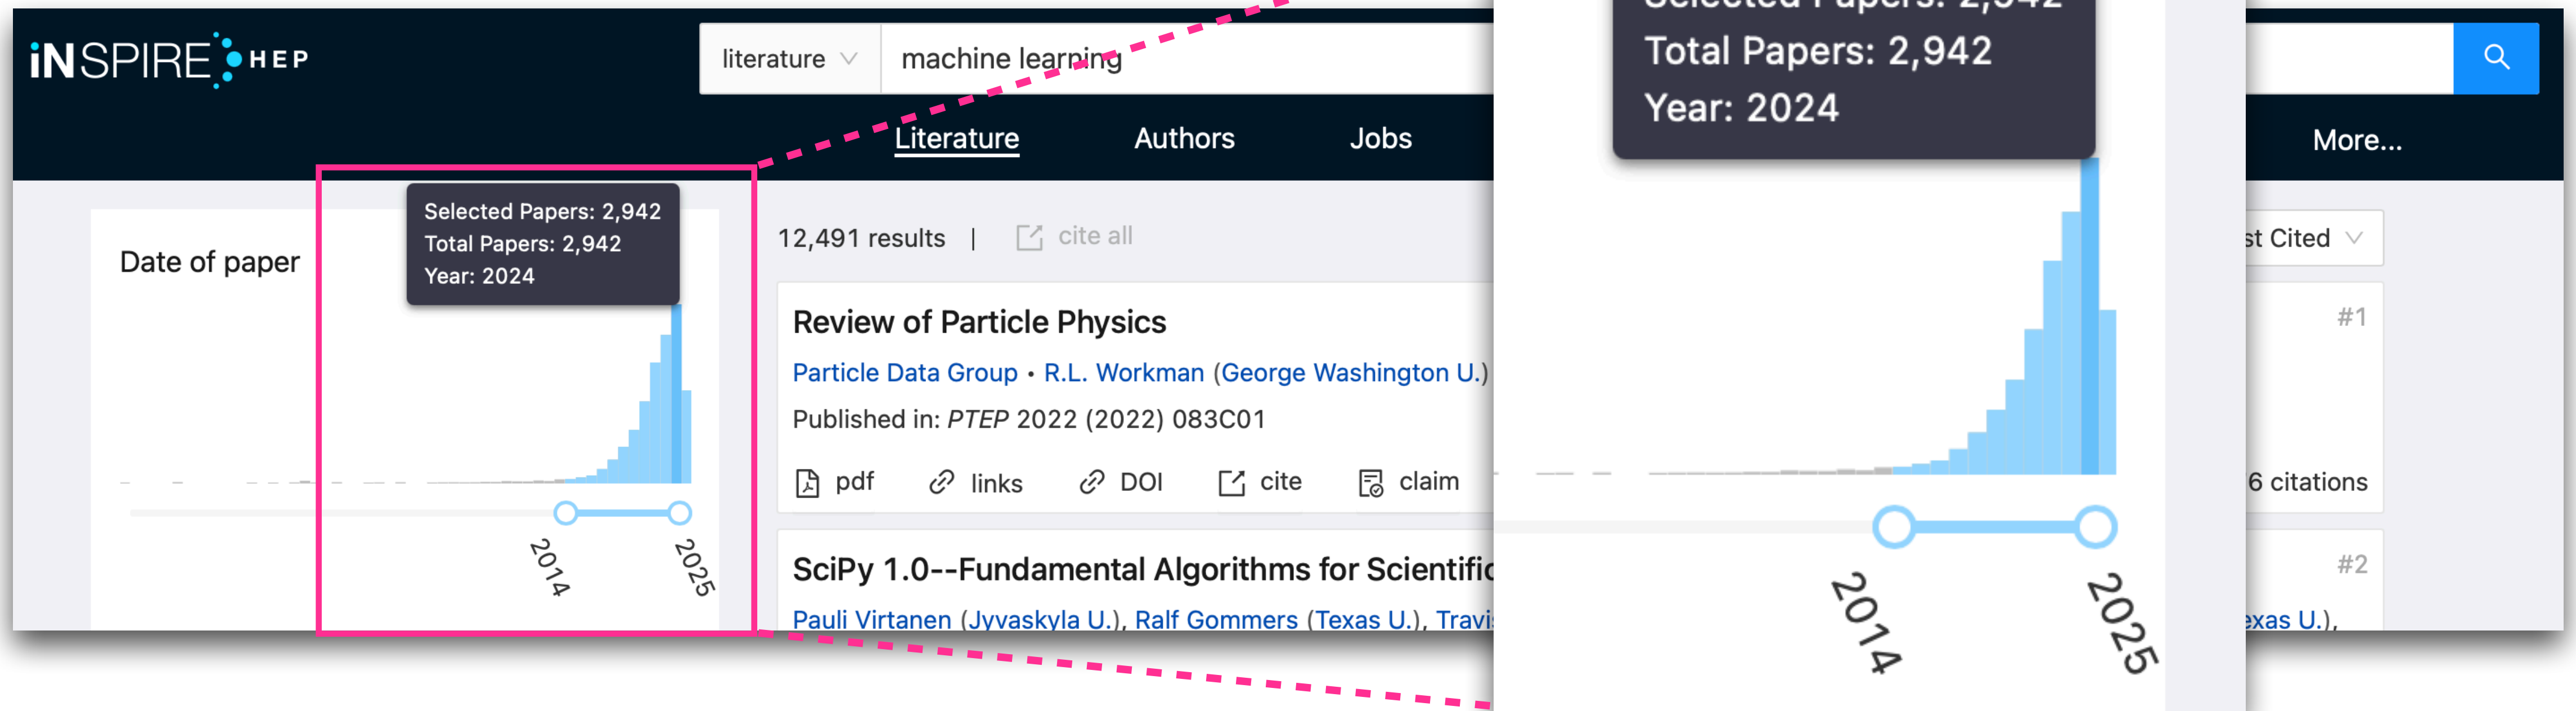 iNSPIRE HEP
literature
machine learning
Literature
Authors
Jobs
More...
Date of paper
Selected Papers: 2,942
Total Papers: 2,942
Year: 2024
2014
2025
12,491 results |
cite all
st Cited
Review of Particle Physics
#1
Particle Data Group • R.L. Workman (George Washington U.)
Published in: PTEP 2022 (2022) 083C01
pdf
links
DOI
cite
claim
6 citations
SciPy 1.0--Fundamental Algorithms for Scientific
#2
Pauli Virtanen (Jyvaskyla U.), Ralf Gommers (Texas U.), Travi
exas U.),
Selected Papers: 2,942
Total Papers: 2,942
Year: 2024
2014
2025